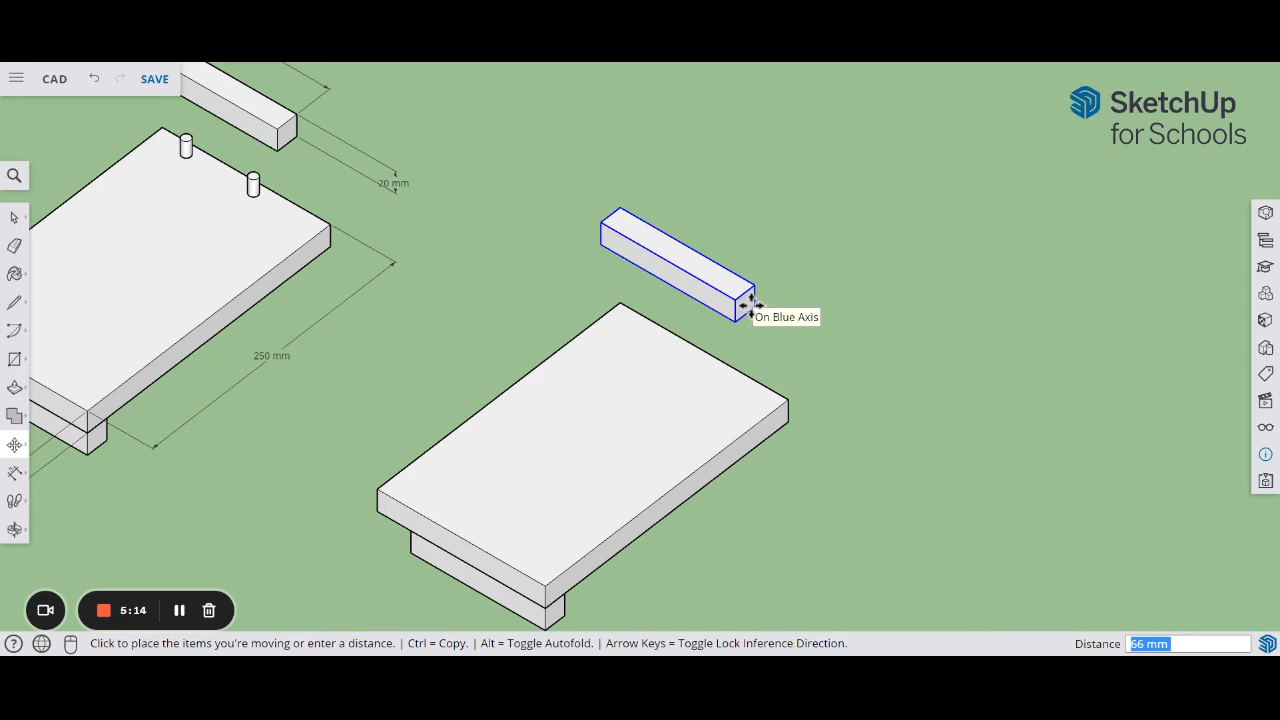 CAD
SAVE
SketchUp
for Schools
20 mm
On Blue Axis
250 mm
5:14
Click to place the items you're moving or enter a distance. | Ctrl = Copy. | Alt = Toggle Autofold. | Arrow Keys = Toggle Lock Inference Direction.
Distance 66 mm